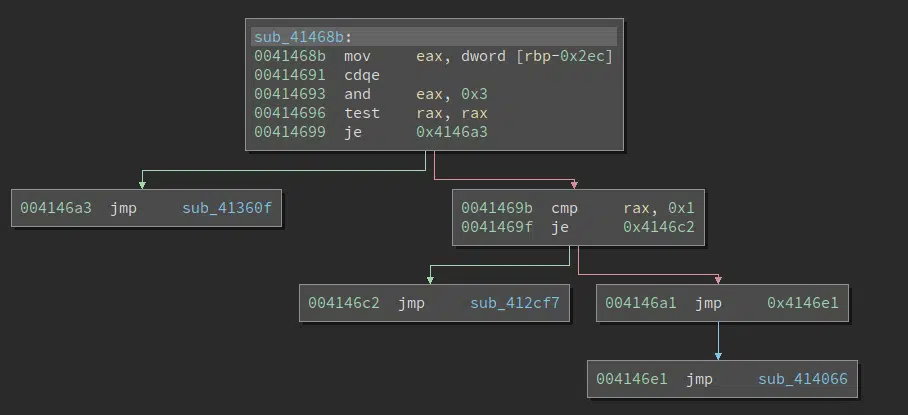 sub_41468b:
0041468b mov eax, dword [rbp-0x2ec]
00414691 cdqe
00414693 and eax, 0x3
00414696 test rax, rax
00414699 je 0x4146a3
004146a3 jmp sub_41360f
0041469b cmp rax, 0x1
0041469f je 0x4146c2
004146c2 jmp sub_412cf7
004146a1 jmp 0x4146e1
004146e1 jmp sub_414066